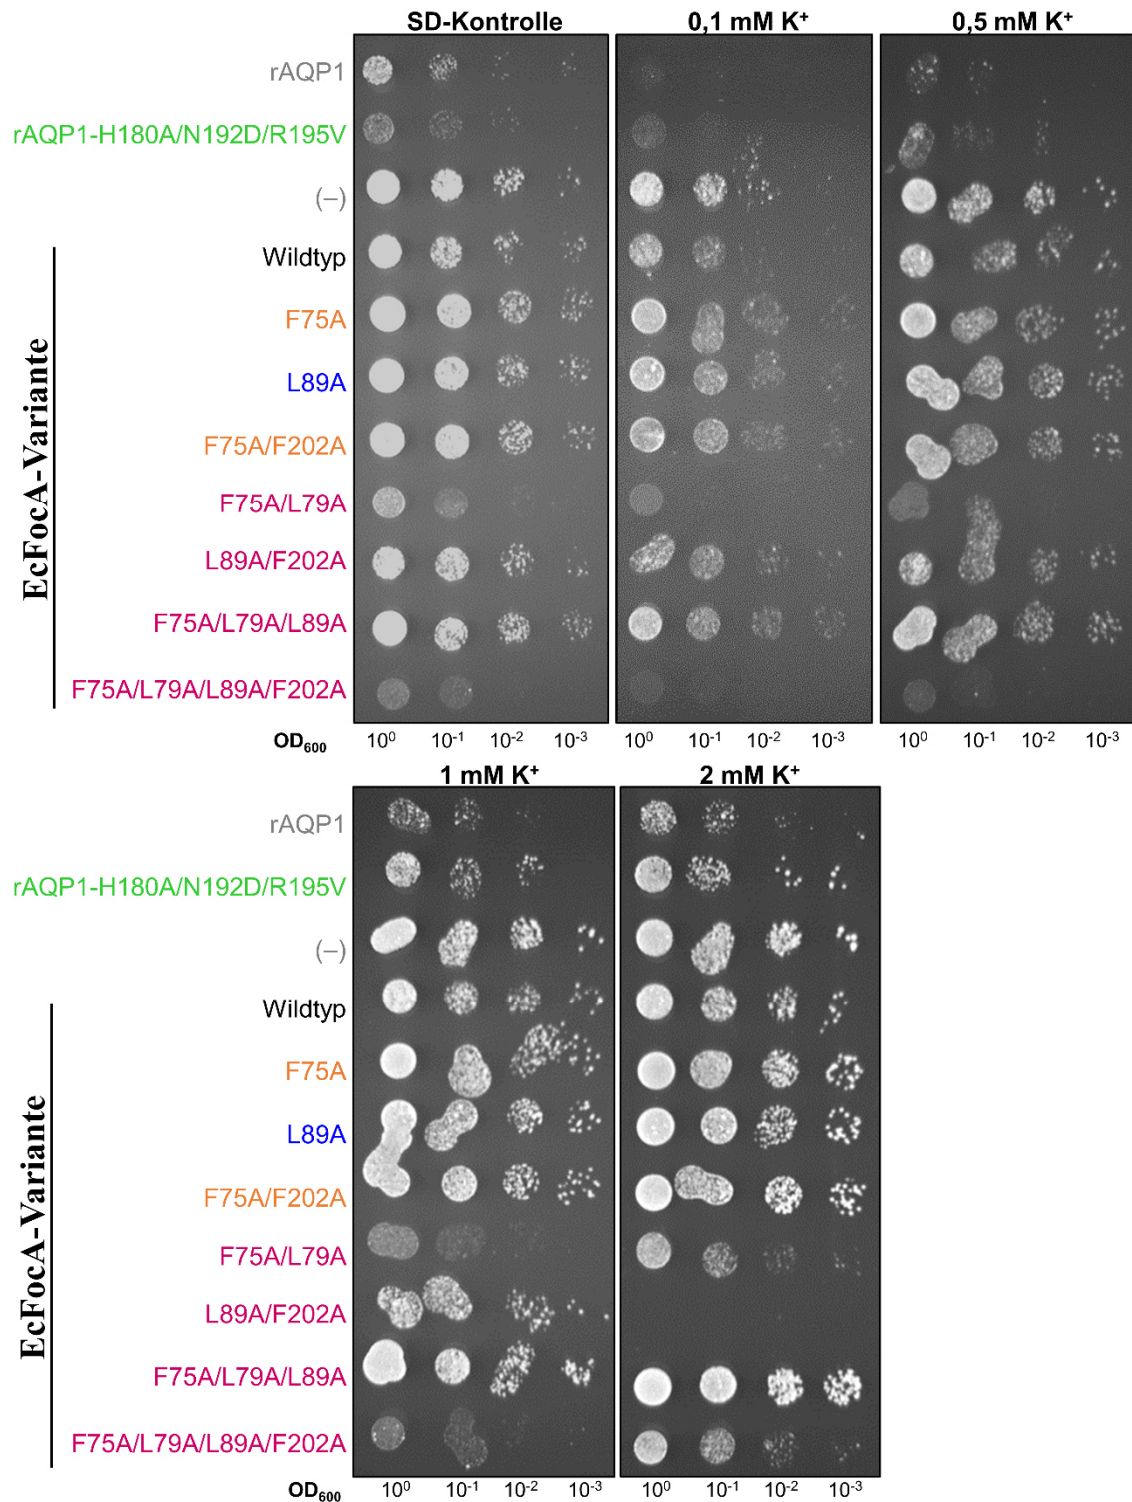 SD-Kontrolle 0,1 mM K⁺ 0,5 mM K⁺
rAQP1
rAQP1-H180A/N192D/R195V
(–)
Wildtyp
F75A
L89A
F75A/F202A
F75A/L79A
L89A/F202A
F75A/L79A/L89A
F75A/L79A/L89A/F202A
EcFocA-Variante
OD₆₀₀ 10⁰ 10⁻¹ 10⁻² 10⁻³ 10⁰ 10⁻¹ 10⁻² 10⁻³ 10⁰ 10⁻¹ 10⁻² 10⁻³
1 mM K⁺ 2 mM K⁺
rAQP1
rAQP1-H180A/N192D/R195V
(–)
Wildtyp
F75A
L89A
F75A/F202A
F75A/L79A
L89A/F202A
F75A/L79A/L89A
F75A/L79A/L89A/F202A
EcFocA-Variante
OD₆₀₀ 10⁰ 10⁻¹ 10⁻² 10⁻³ 10⁰ 10⁻¹ 10⁻² 10⁻³